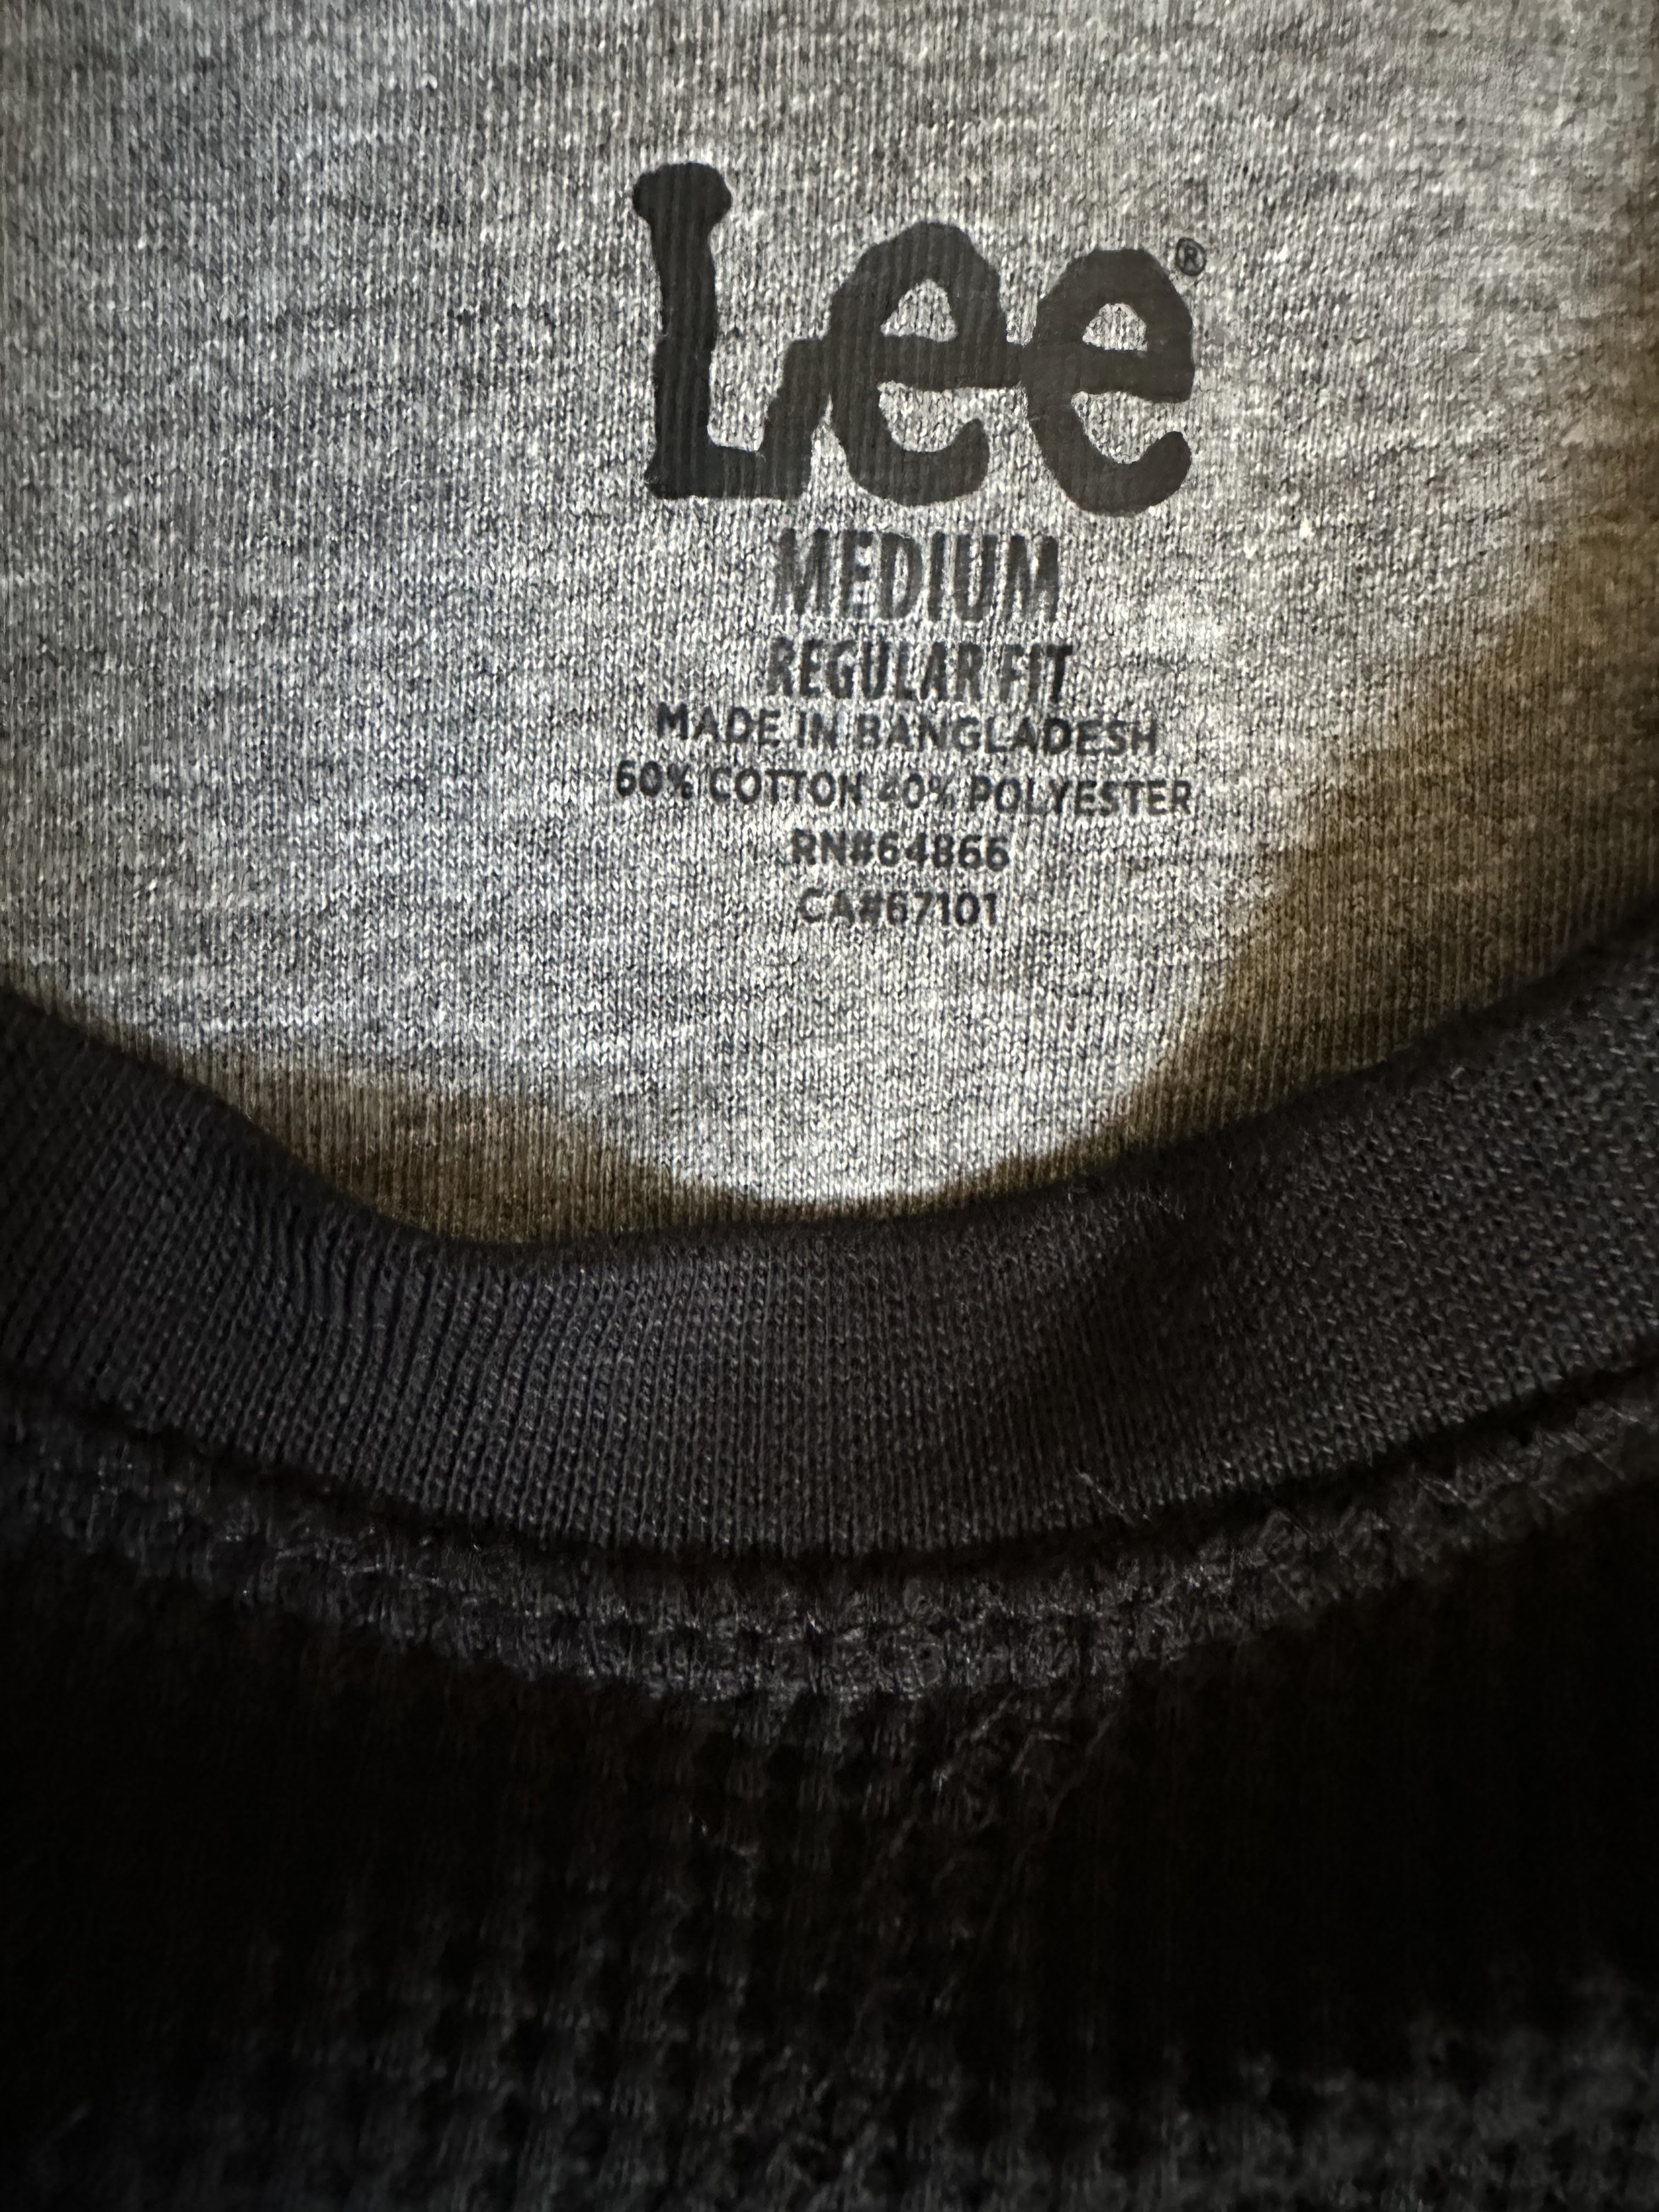 Lee®
MEDIUM
REGULAR FIT
MADE IN BANGLADESH
60% COTTON 40% POLYESTER
RN#64866
CA#67101